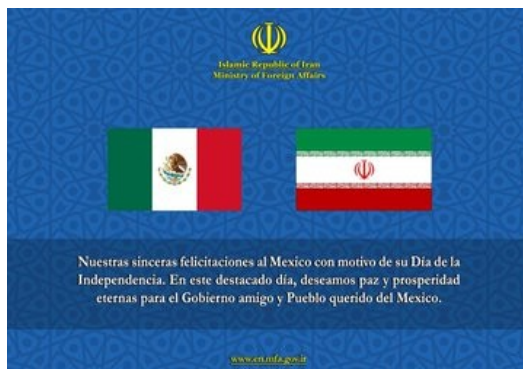 Islamic Republic of Iran
Ministry of Foreign Affairs
Nuestras sinceras felicitaciones al Mexico con motivo de su Día de la
Independencia. En este destacado día, deseamos paz y prosperidad
eternas para el Gobierno amigo y Pueblo querido del Mexico.
www.en.mfa.gov.ir